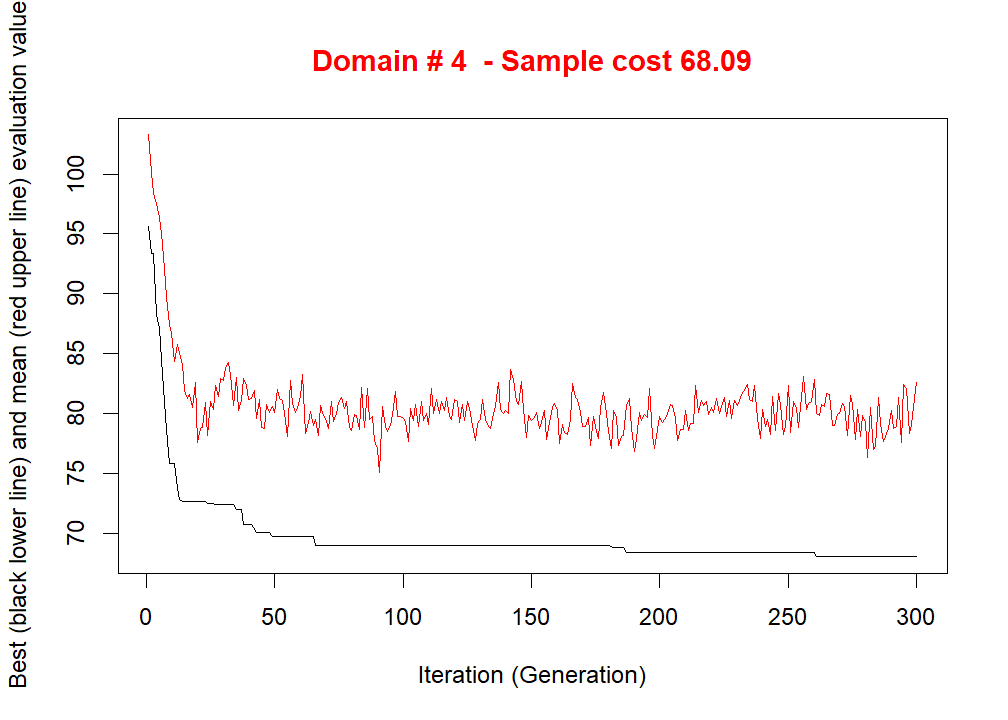 Domain # 4  - Sample cost 68.09
Best (black lower line) and mean (red upper line) evaluation value
100
95
90
85
80
75
70
0 50 100 150 200 250 300
Iteration (Generation)